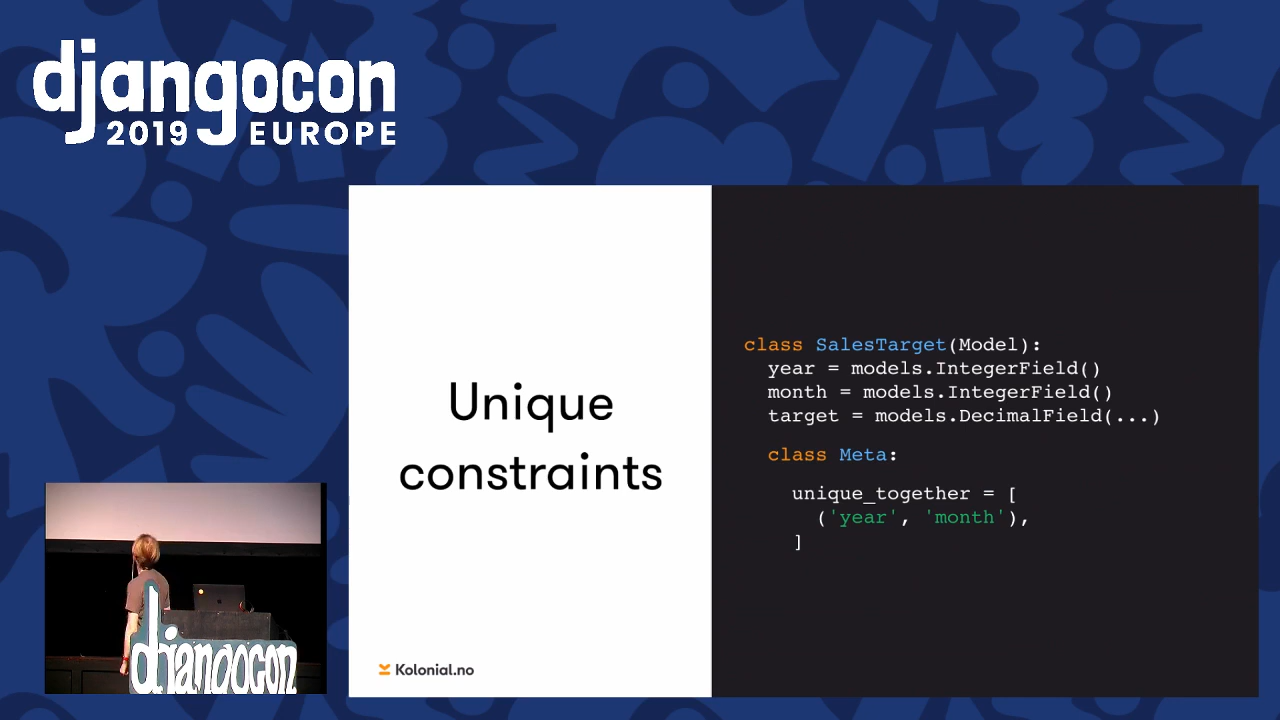 djangocon
2019 EUROPE
Unique
constraints
class SalesTarget(Model):
year = models.IntegerField()
month = models.IntegerField()
target = models.DecimalField(...)
class Meta:
unique_together = [
('year', 'month'),
]
Kolonial.no
djangocon